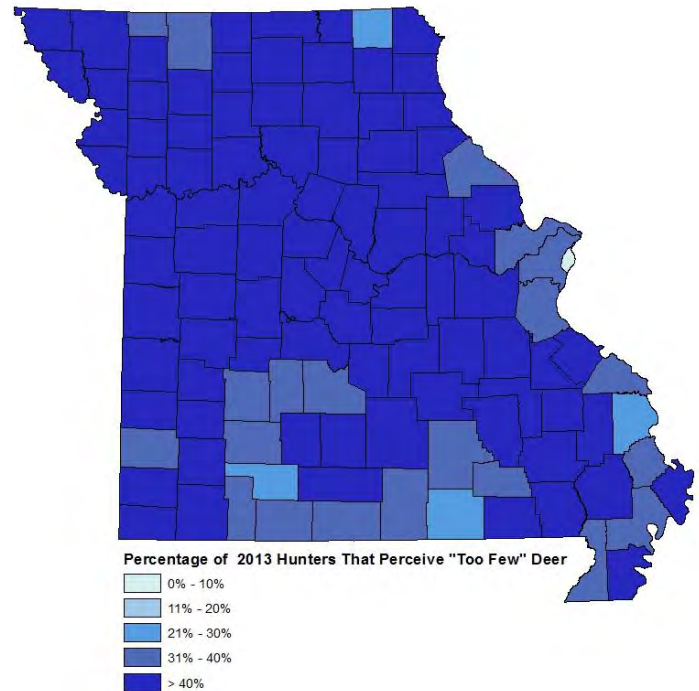 Percentage of 2013 Hunters That Perceive "Too Few" Deer
0% - 10%
11% - 20%
21% - 30%
31% - 40%
> 40%